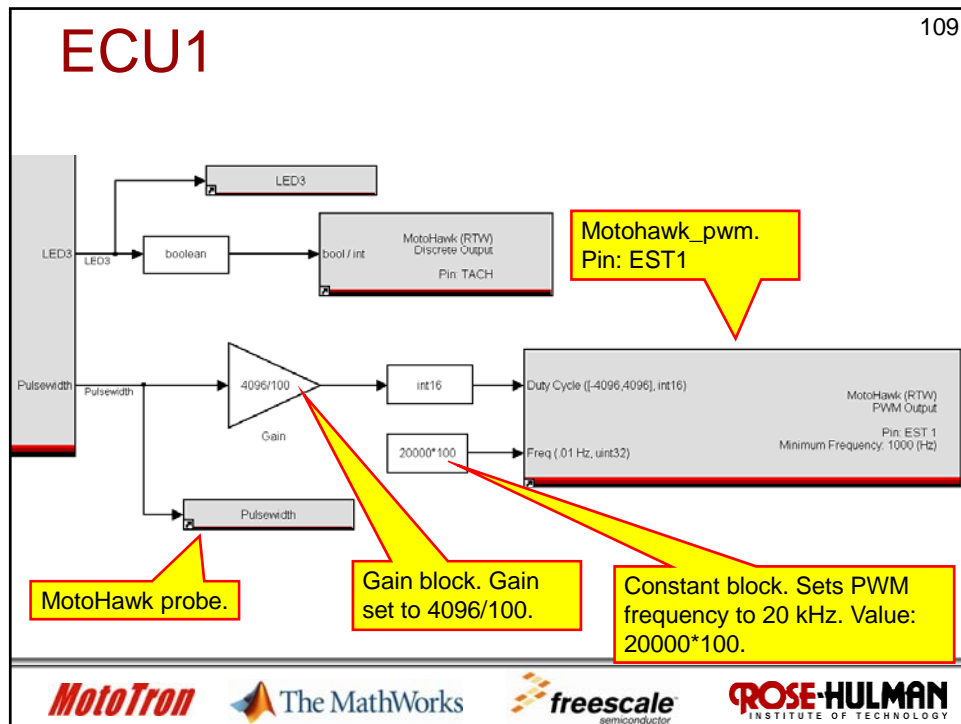 109
ECU1
LED3
LED3
LED3
boolean
bool / int
MotoHawk (RTW)
Discrete Output
Pin: TACH
Motohawk_pwm.
Pin: EST1
Pulsewidth
Pulsewidth
4096/100
Gain
int16
20000*100
Duty Cycle ([-4096,4096], int16)
Freq (.01 Hz, uint32)
MotoHawk (RTW)
PWM Output
Pin: EST 1
Minimum Frequency: 1000 (Hz)
Pulsewidth
MotoHawk probe.
Gain block. Gain
set to 4096/100.
Constant block. Sets PWM
frequency to 20 kHz. Value:
20000*100.
MotoTron
The MathWorks
freescale
semiconductor
ROSE-HULMAN
INSTITUTE OF TECHNOLOGY